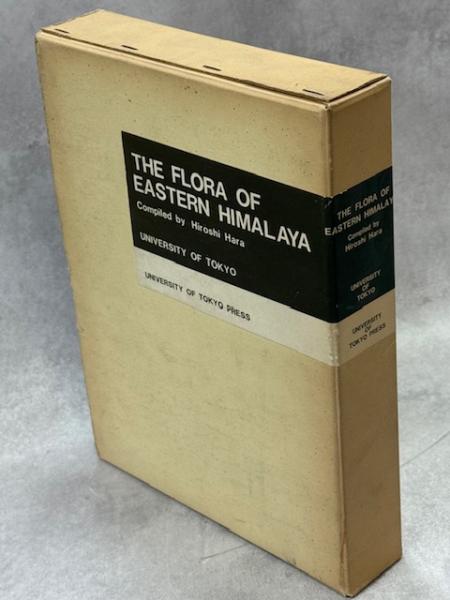 THE FLORA OF
EASTERN HIMALAYA
Compiled by Hiroshi Hara
UNIVERSITY OF TOKYO
UNIVERSITY OF TOKYO PRESS
THE FLORA OF
EASTERN HIMALAY
Compiled by
Hiroshi Hara
UNIVERSITY
OF
TOKYO
UNIVERSITY
OF
TOKYO PRESS